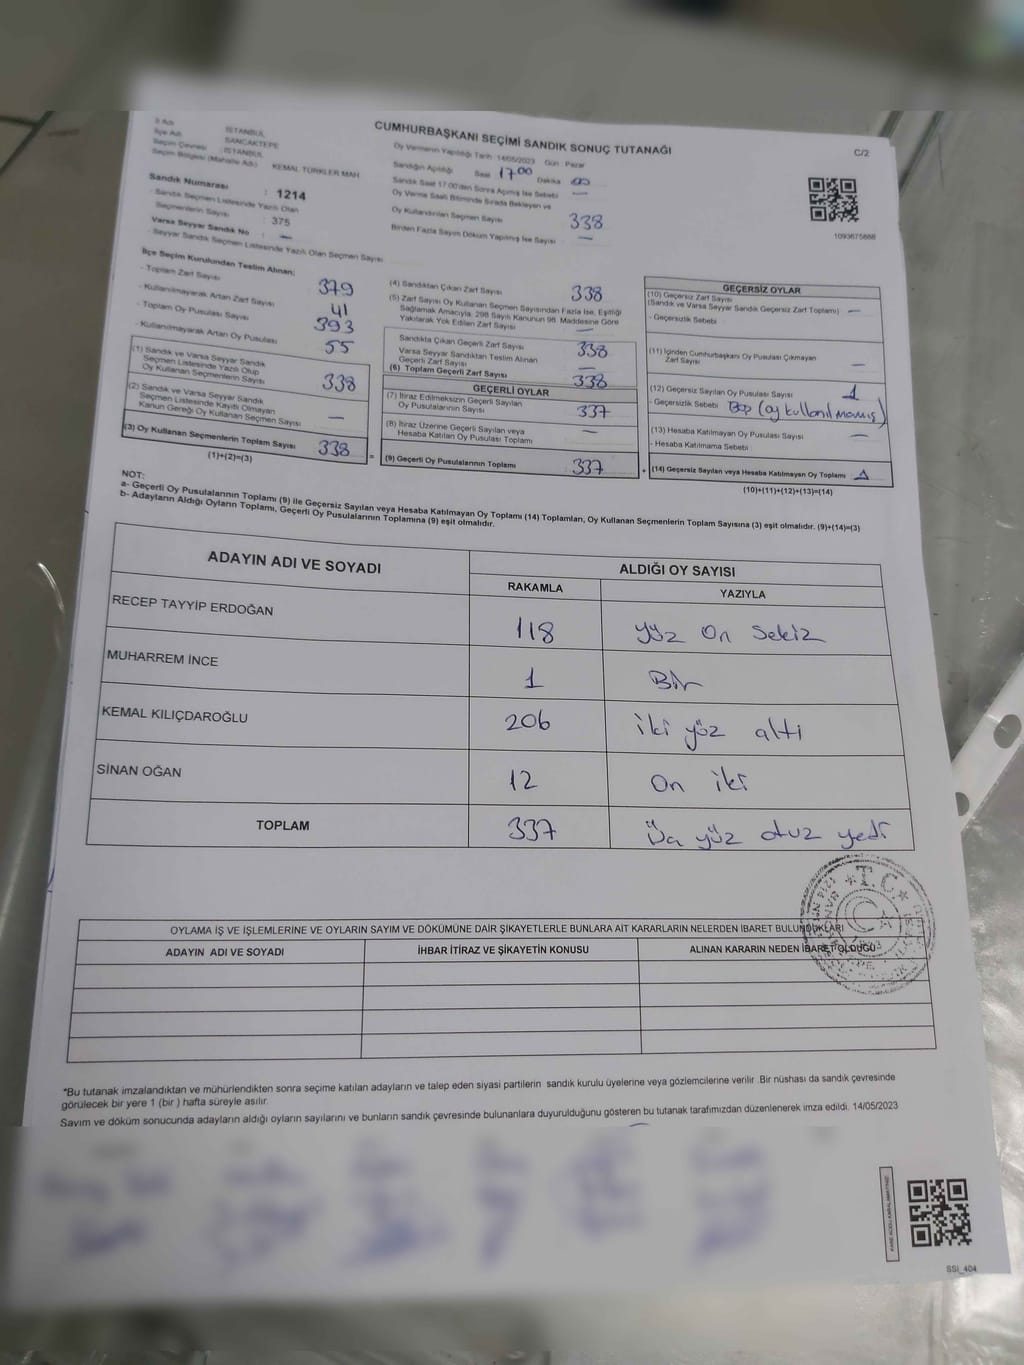 CUMHURBAŞKANI SEÇİMİ SANDIK SONUÇ TUTANAĞI
C/2
İl Adı : İSTANBUL
İlçe Adı : SANCAKTEPE
Seçim Çevresi : İSTANBUL
Seçim Bölgesi (Mahalle Adı) : KEMAL TÜRKLER MAH
Oy Vermenin Yapıldığı Tarih :14/05/2023 Gün : Pazar
Sandığın Açıldığı Saat : 17 00 Dakika : 00
Sandık Saat 17:00'den Sonra Açılmış İse Sebebi : —
Oy Verme Saati Bitiminde Sırada Bekleyen ve
Oy Kullandırılan Seçmen Sayısı : 338
Birden Fazla Sayım Döküm Yapılmış İse Sayısı : —
1093675888
Sandık Numarası : 1214
- Sandık Seçmen Listesinde Yazılı Olan
Seçmenlerin Sayısı : 375
Varsa Seyyar Sandık No : —
- Seyyar Sandık Seçmen Listesinde Yazılı Olan Seçmen Sayısı :
İlçe Seçim Kurulundan Teslim Alınan;
- Toplam Zarf Sayısı : 379
- Kullanılmayarak Artan Zarf Sayısı : 41
- Toplam Oy Pusulası Sayısı : 393
- Kullanılmayarak Artan Oy Pusulası : 55
(1) Sandık ve Varsa Seyyar Sandık
Seçmen Listesinde Yazılı Olup
Oy Kullanan Seçmenlerin Sayısı : 338
(2) Sandık ve Varsa Seyyar Sandık
Seçmen Listesinde Kayıtlı Olmayan
Kanun Gereği Oy Kullanan Seçmen Sayısı : —
(3) Oy Kullanan Seçmenlerin Toplam Sayısı : 338
(1)+(2)=(3)
(4) Sandıktan Çıkan Zarf Sayısı : 338
(5) Zarf Sayısı Oy Kullanan Seçmen Sayısından Fazla İse, Eşitliği
Sağlamak Amacıyla, 298 Sayılı Kanunun 98. Maddesine Göre
Yakılarak Yok Edilen Zarf Sayısı : —
Sandıkta Çıkan Geçerli Zarf Sayısı : 338
Varsa Seyyar Sandıktan Teslim Alınan
Geçerli Zarf Sayısı : —
(6) Toplam Geçerli Zarf Sayısı : 338
GEÇERLİ OYLAR
(7) İtiraz Edilmeksizin Geçerli Sayılan
Oy Pusulalarının Sayısı : 337
(8) İtiraz Üzerine Geçerli Sayılan veya
Hesaba Katılan Oy Pusulası Toplamı : —
= (9) Geçerli Oy Pusulalarının Toplamı : 337
GEÇERSİZ OYLAR
(10) Geçersiz Zarf Sayısı
(Sandık ve Varsa Seyyar Sandık Geçersiz Zarf Toplamı) : —
- Geçersizlik Sebebi :
(11) İçinden Cumhurbaşkanı Oy Pusulası Çıkmayan
Zarf Sayısı : —
(12) Geçersiz Sayılan Oy Pusulası Sayısı : 1
- Geçersizlik Sebebi : Boş (oy kullanılmamış)
(13) Hesaba Katılmayan Oy Pusulası Sayısı : —
- Hesaba Katılmama Sebebi :
+ (14) Geçersiz Sayılan veya Hesaba Katılmayan Oy Toplamı : 1
(10)+(11)+(12)+(13)=(14)
NOT:
a- Geçerli Oy Pusulalarının Toplamı (9) ile Geçersiz Sayılan veya Hesaba Katılmayan Oy Toplamı (14) Toplamları, Oy Kullanan Seçmenlerin Toplam Sayısına (3) eşit olmalıdır. (9)+(14)=(3)
b- Adayların Aldığı Oyların Toplamı, Geçerli Oy Pusulalarının Toplamına (9) eşit olmalıdır.
ADAYIN ADI VE SOYADI
ALDIĞI OY SAYISI
RAKAMLA YAZIYLA
RECEP TAYYİP ERDOĞAN 118 yüz on sekiz
MUHARREM İNCE 1 Bir
KEMAL KILIÇDAROĞLU 206 iki yüz altı
SİNAN OĞAN 12 On iki
TOPLAM 337 Üç yüz otuz yedi
T.C
OYLAMA İŞ VE İŞLEMLERİNE VE OYLARIN SAYIM VE DÖKÜMÜNE DAİR ŞİKAYETLERLE BUNLARA AİT KARARLARIN NELERDEN İBARET BULUNDUKLARI
ADAYIN ADI VE SOYADI İHBAR İTİRAZ VE ŞİKAYETİN KONUSU ALINAN KARARIN NEDEN İBARET OLDUĞU
*Bu tutanak imzalandıktan ve mühürlendikten sonra seçime katılan adayların ve talep eden siyasi partilerin sandık kurulu üyelerine veya gözlemcilerine verilir .Bir nüshası da sandık çevresinde
görülecek bir yere 1 (bir ) hafta süreyle asılır.
Sayım ve döküm sonucunda adayların aldığı oyların sayılarını ve bunların sandık çevresinde bulunanlara duyurulduğunu gösteren bu tutanak tarafımızdan düzenlenerek imza edildi. 14/05/2023
KARE KODU KARALAMAYINIZ!
SSI_404